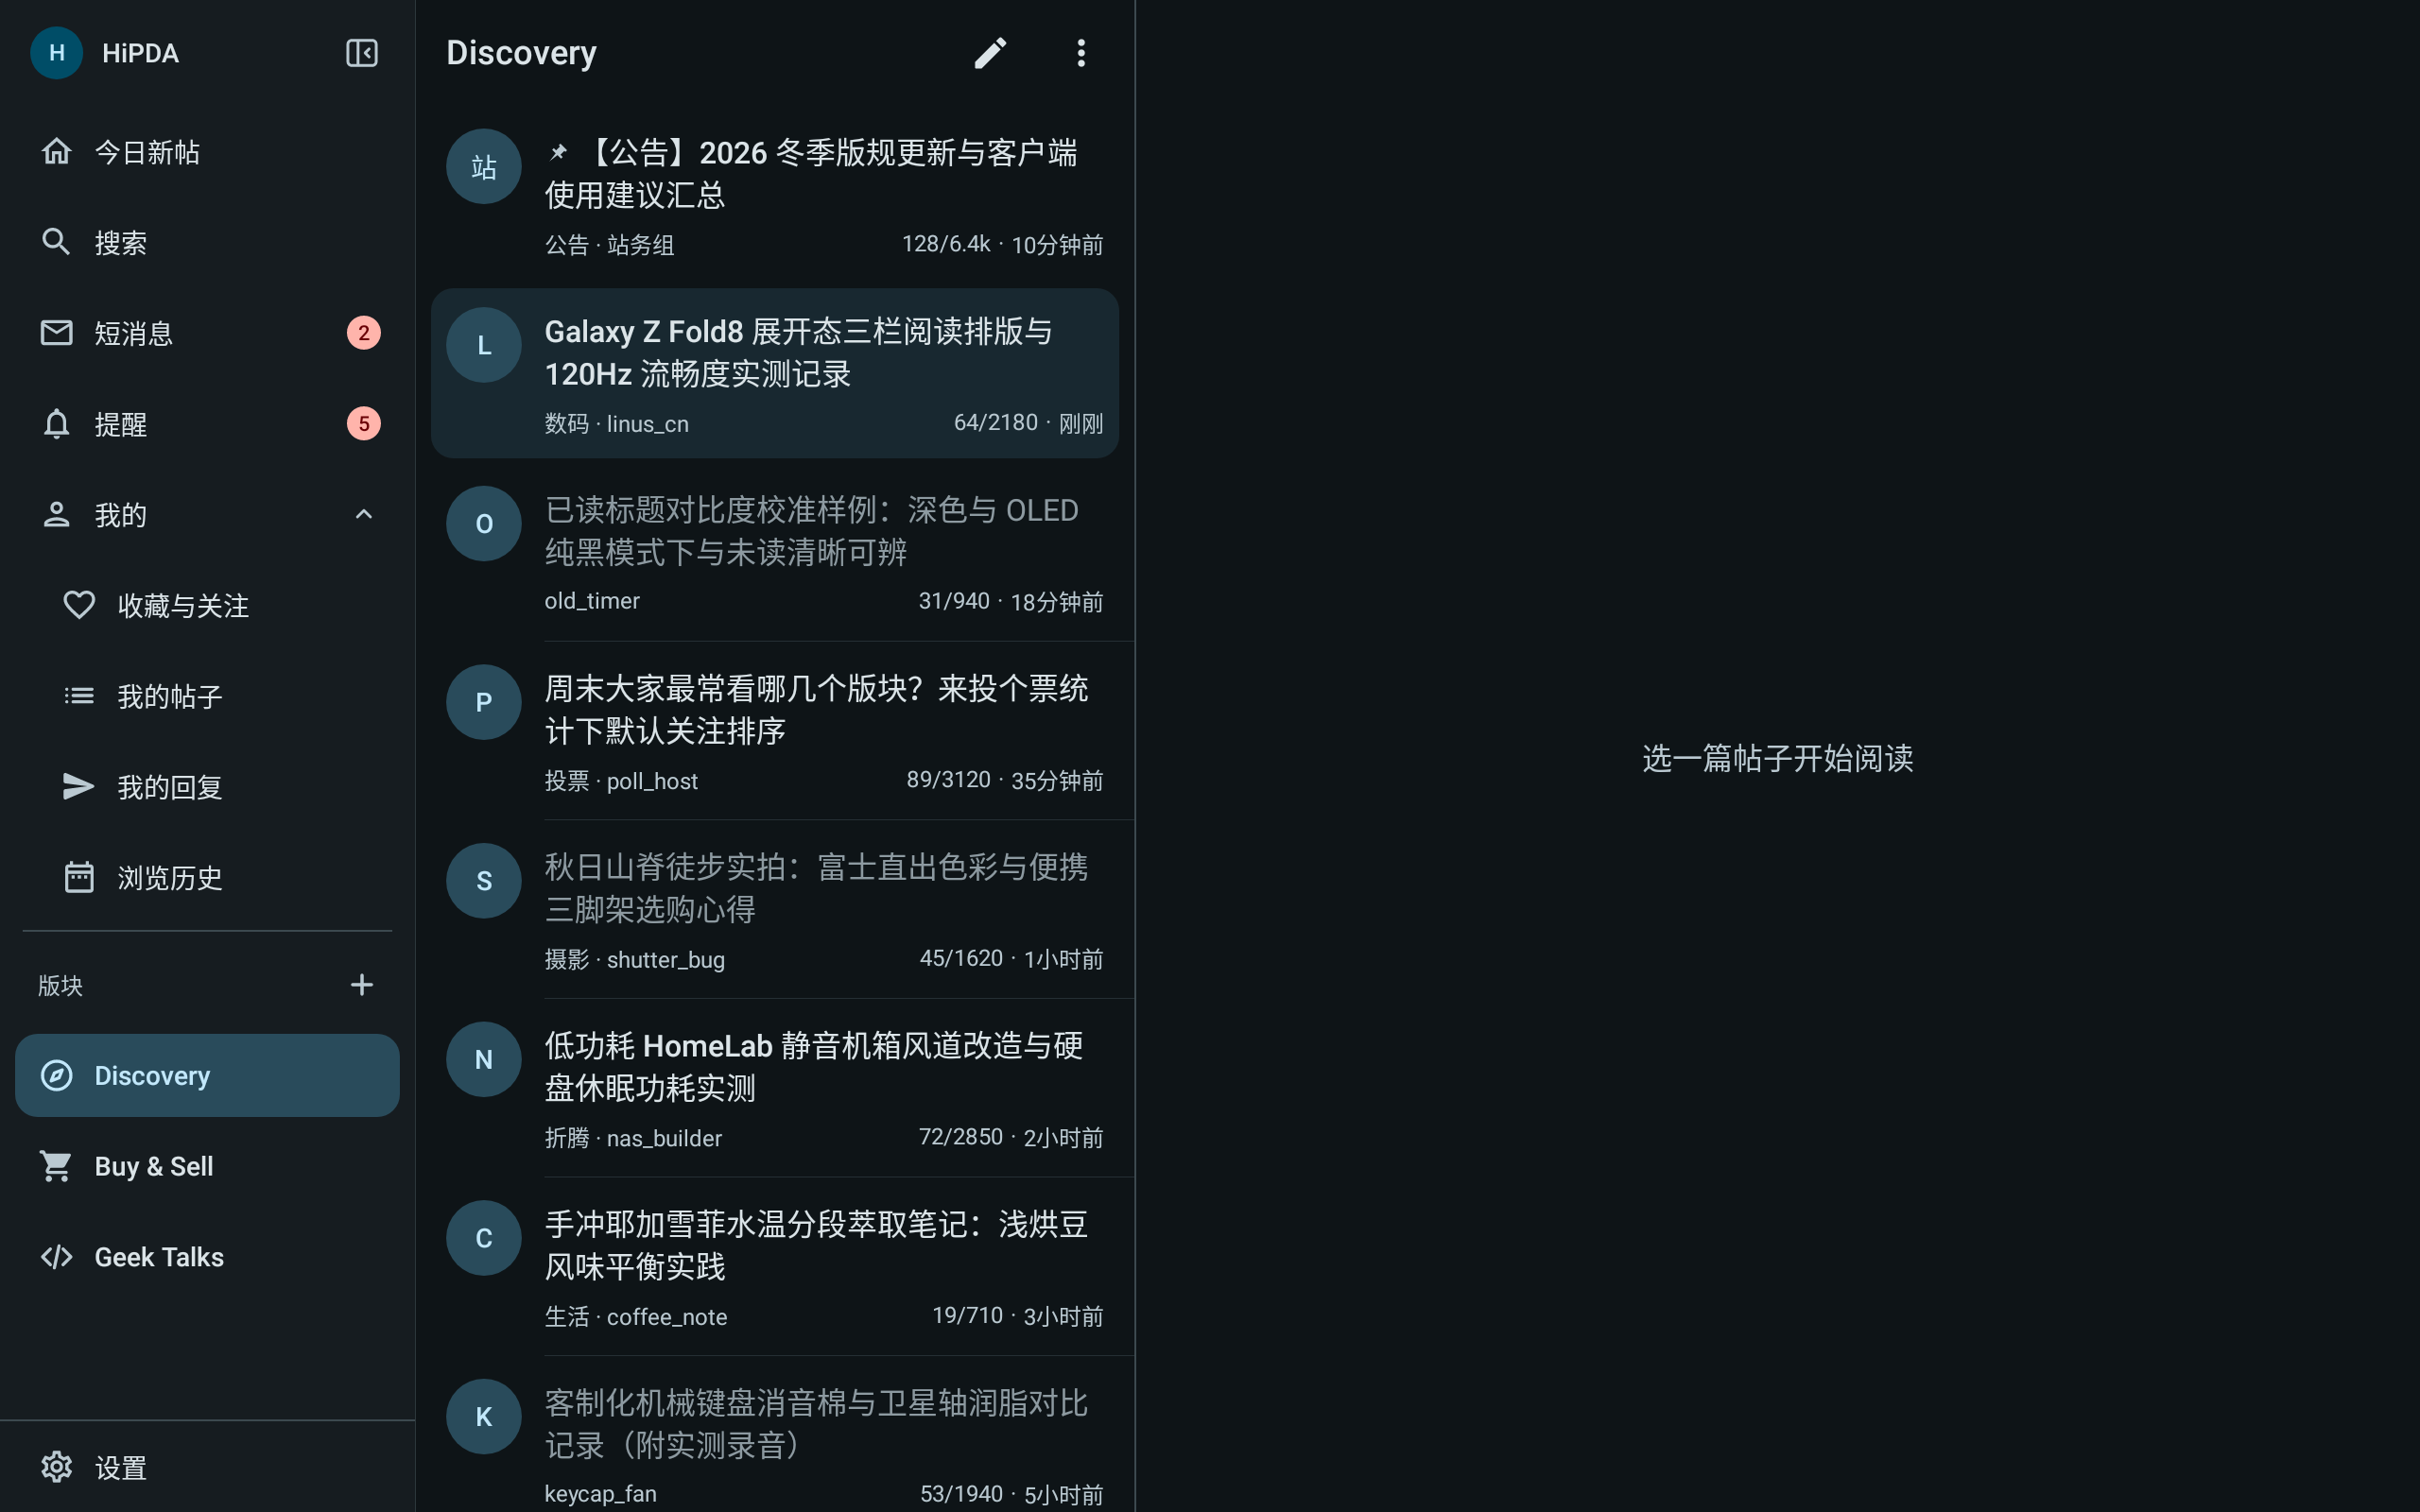 H HiPDA
今日新帖
搜索
短消息 2
提醒 5
我的
收藏与关注
我的帖子
我的回复
浏览历史
版块
Discovery
Buy & Sell
Geek Talks
设置
Discovery
站
【公告】2026 冬季版规更新与客户端
使用建议汇总
公告 · 站务组 128/6.4k · 10分钟前
L
Galaxy Z Fold8 展开态三栏阅读排版与
120Hz 流畅度实测记录
数码 · linus_cn 64/2180 · 刚刚
O
已读标题对比度校准样例：深色与 OLED
纯黑模式下与未读清晰可辨
old_timer 31/940 · 18分钟前
P
周末大家最常看哪几个版块？来投个票统
计下默认关注排序
投票 · poll_host 89/3120 · 35分钟前
S
秋日山脊徒步实拍：富士直出色彩与便携
三脚架选购心得
摄影 · shutter_bug 45/1620 · 1小时前
N
低功耗 HomeLab 静音机箱风道改造与硬
盘休眠功耗实测
折腾 · nas_builder 72/2850 · 2小时前
C
手冲耶加雪菲水温分段萃取笔记：浅烘豆
风味平衡实践
生活 · coffee_note 19/710 · 3小时前
K
客制化机械键盘消音棉与卫星轴润脂对比
记录（附实测录音）
keycap_fan 53/1940 · 5小时前
选一篇帖子开始阅读